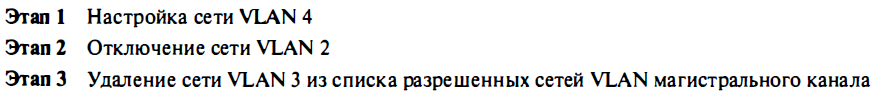 Этап 1 Настройка сети VLAN 4
Этап 2 Отключение сети VLAN 2
Этап 3 Удаление сети VLAN 3 из списка разрешенных сетей VLAN магистрального канала